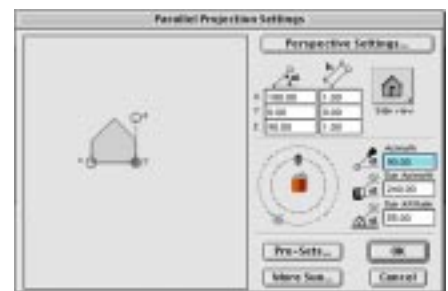 Parallel Projection Settings
Perspective Settings...
X 180.00 1.00
Y 0.00 0.00
Z 90.00 1.00
Side view
Azimuth
90.00
Sun Azimuth
240.00
Sun Altitude
35.00
Pre-Sets...
OK
More Sun...
Cancel